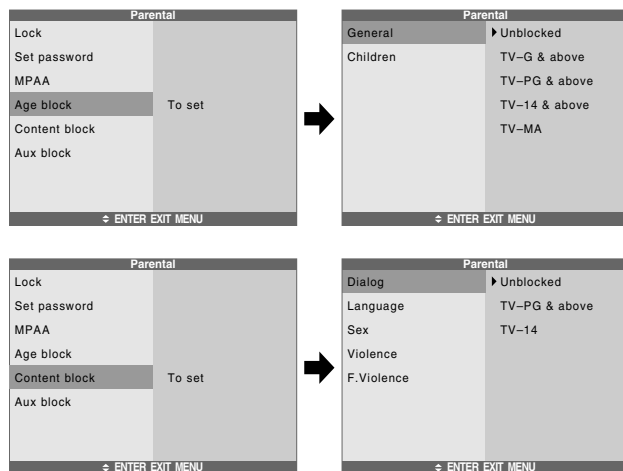 Parental
Lock
Set password
MPAA
Age block To set
Content block
Aux block
ENTER EXIT MENU
Parental
General Unblocked
Children TV–G & above
TV–PG & above
TV–14 & above
TV–MA
ENTER EXIT MENU
Parental
Lock
Set password
MPAA
Age block
Content block To set
Aux block
ENTER EXIT MENU
Parental
Dialog Unblocked
Language TV–PG & above
Sex TV–14
Violence
F.Violence
ENTER EXIT MENU